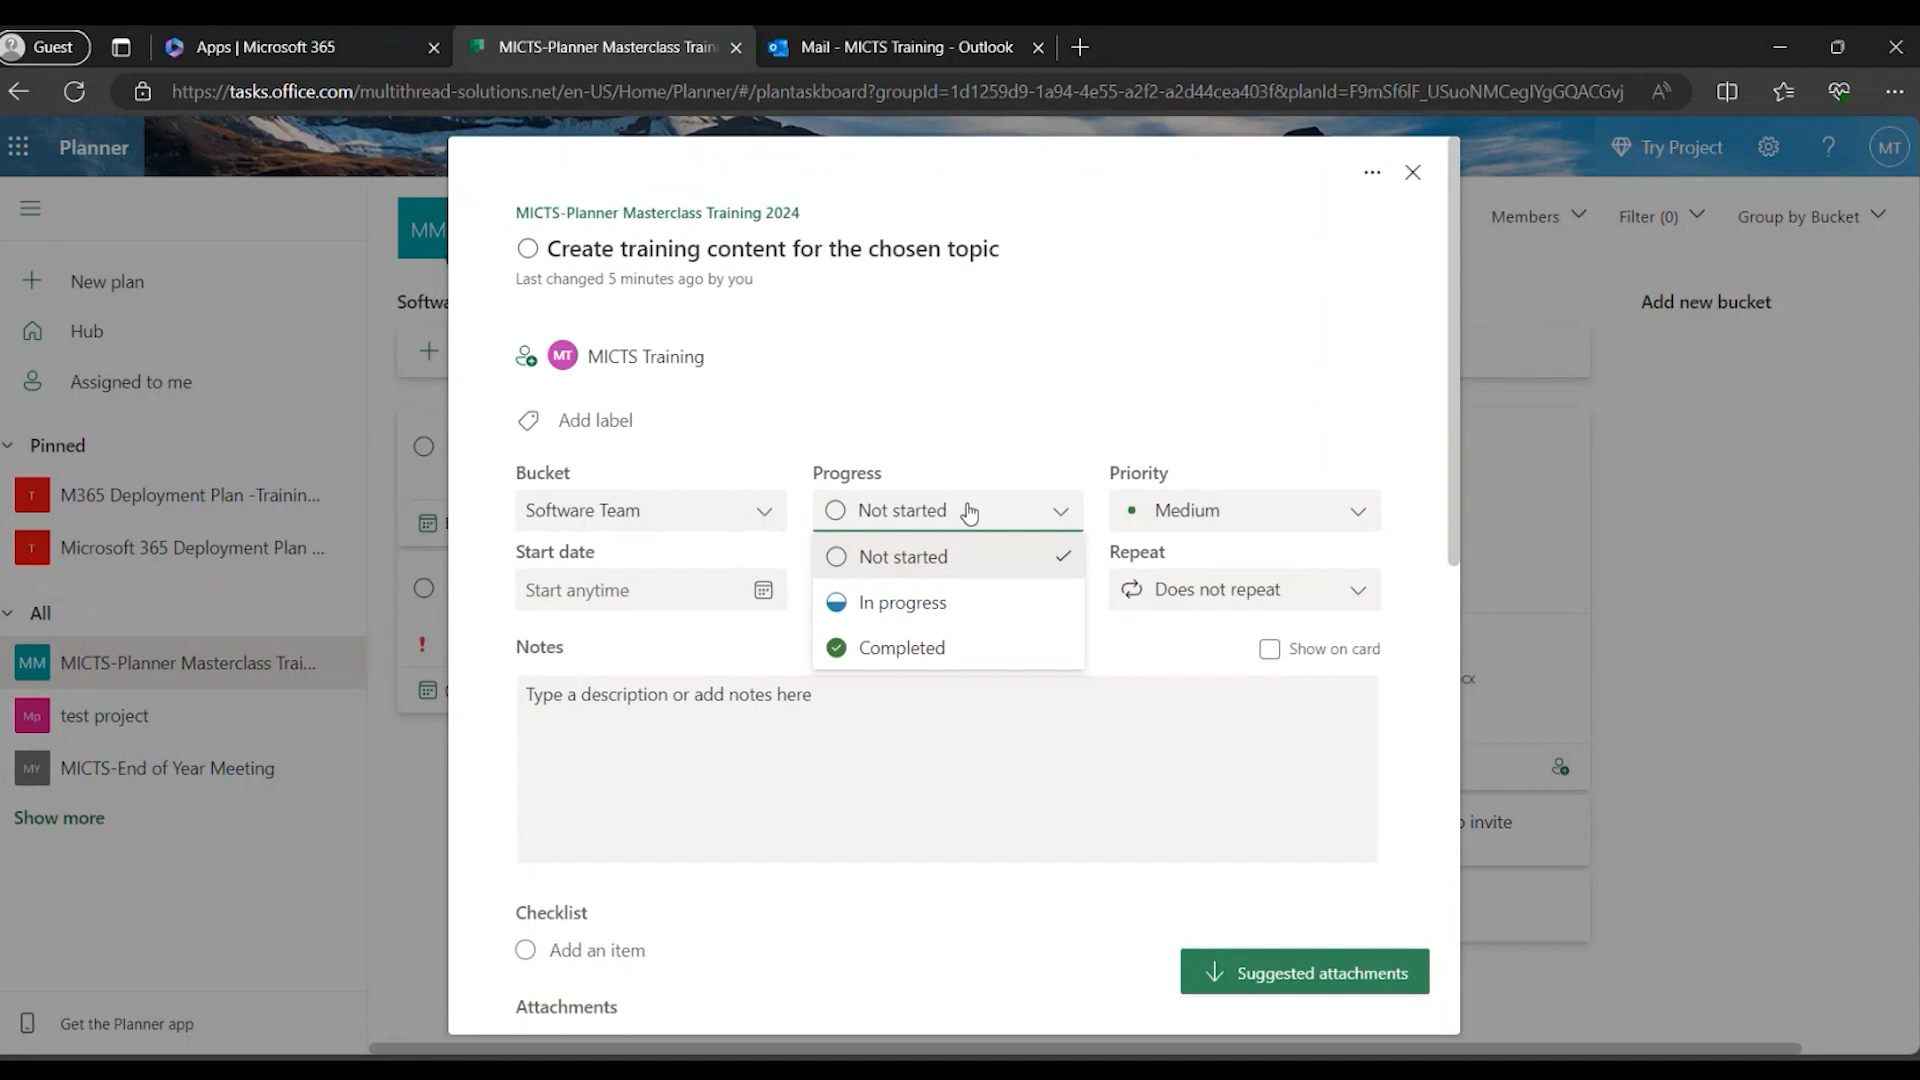 Guest
Apps | Microsoft 365
MICTS-Planner Masterclass Train
Mail - MICTS Training - Outlook
https://tasks.office.com/multithread-solutions.net/en-US/Home/Planner/#/plantaskboard?groupId=1d1259d9-1a94-4e55-a2f2-a2d44cea403f&planId=F9mSf6lF_USuoNMCegIYgGQACGvj
Planner
Try Project
MT
New plan
Hub
Assigned to me
Pinned
T M365 Deployment Plan -Trainin...
T Microsoft 365 Deployment Plan ...
All
MM MICTS-Planner Masterclass Trai...
Mp test project
MY MICTS-End of Year Meeting
Show more
Get the Planner app
MM
Softwa
Members
Filter (0)
Group by Bucket
Add new bucket
MICTS-Planner Masterclass Training 2024
Create training content for the chosen topic
Last changed 5 minutes ago by you
MT MICTS Training
Add label
Bucket
Progress
Priority
Software Team
Not started
Medium
Start date
Not started
Repeat
Start anytime
In progress
Does not repeat
Notes
Completed
Show on card
Type a description or add notes here
Checklist
Add an item
Suggested attachments
Attachments
cx
invite